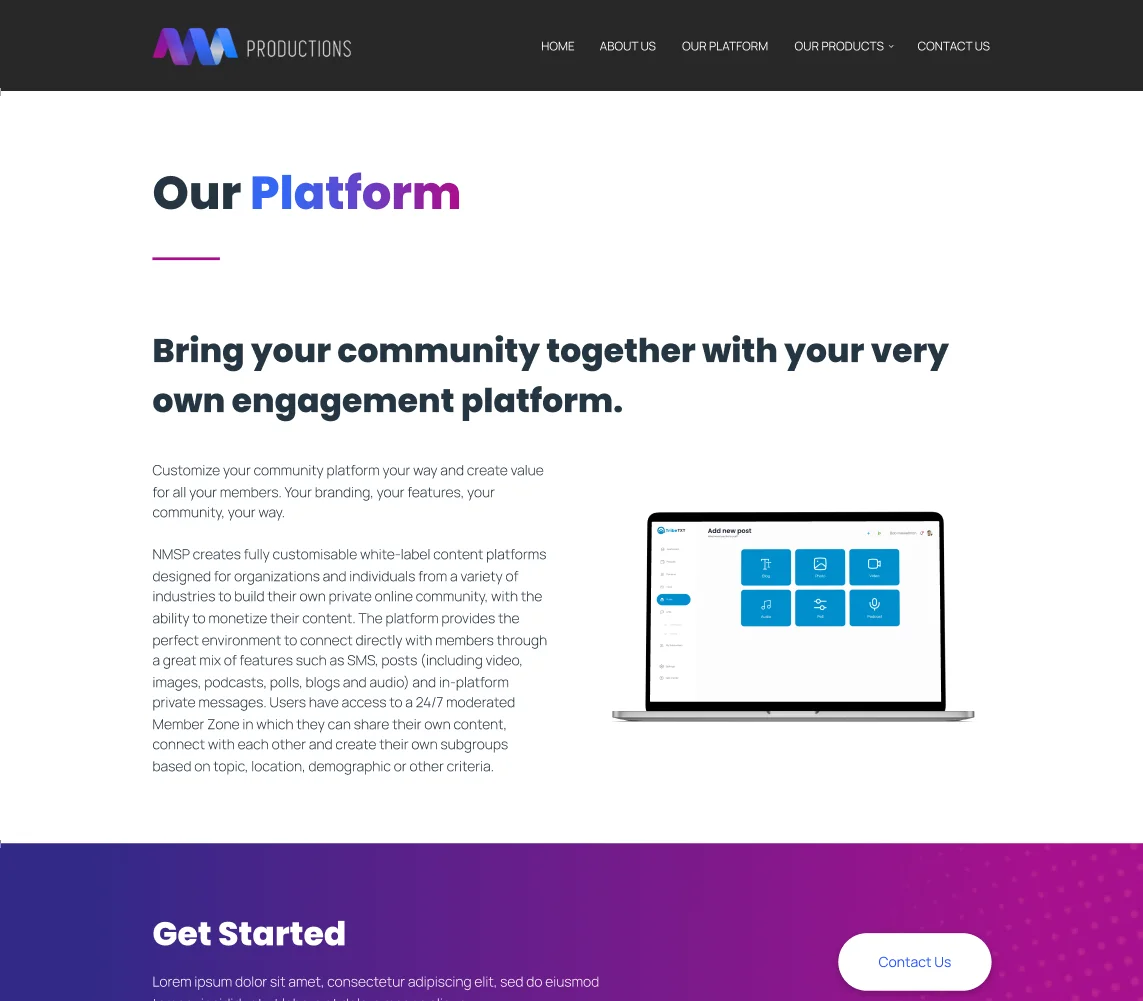 PRODUCTIONS
HOME ABOUT US OUR PLATFORM OUR PRODUCTS CONTACT US
Our Platform
Bring your community together with your very
own engagement platform.
Customize your community platform your way and create value
for all your members. Your branding, your features, your
community, your way.
NMSP creates fully customisable white-label content platforms
designed for organizations and individuals from a variety of
industries to build their own private online community, with the
ability to monetize their content. The platform provides the
perfect environment to connect directly with members through
a great mix of features such as SMS, posts (including video,
images, podcasts, polls, blogs and audio) and in-platform
private messages. Users have access to a 24/7 moderated
Member Zone in which they can share their own content,
connect with each other and create their own subgroups
based on topic, location, demographic or other criteria.
TribeTXT
Add new post
Blog Photo Video
Audio Poll Podcast
Get Started
Contact Us
Lorem ipsum dolor sit amet, consectetur adipiscing elit, sed do eiusmod